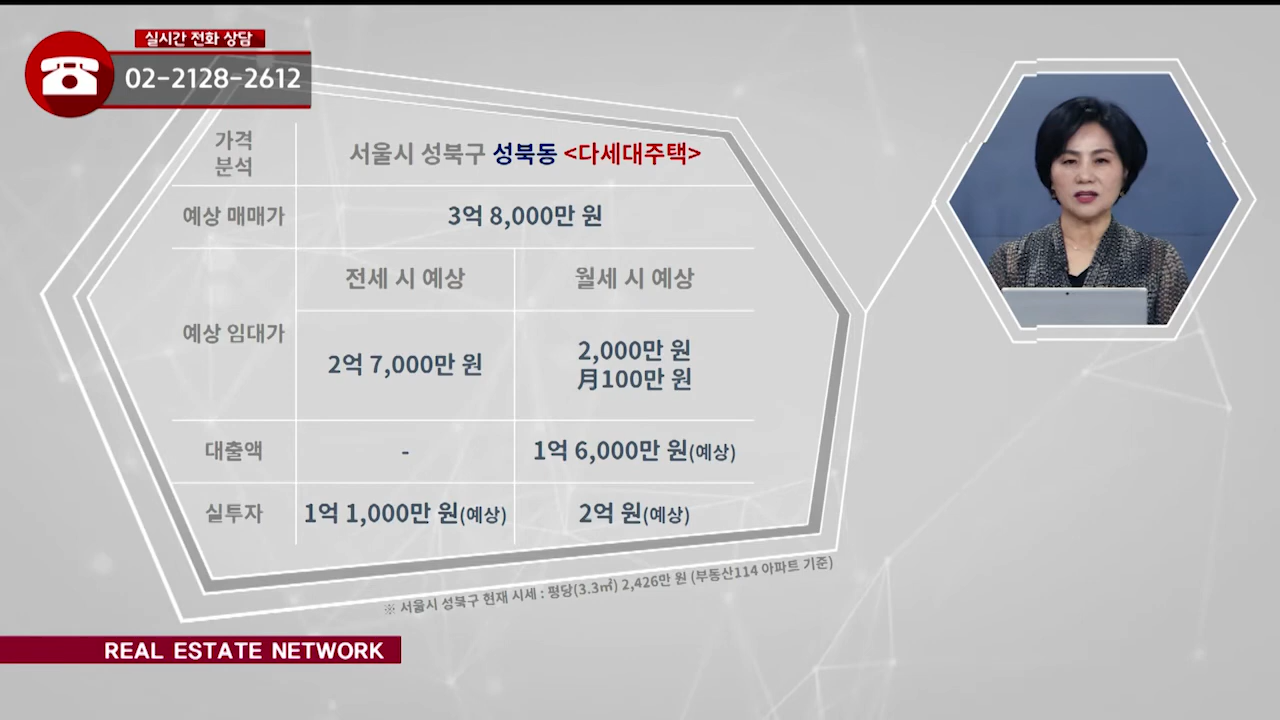 실시간 전화 상담
02-2128-2612
가격
분석
서울시 성북구 성북동 <다세대주택>
예상 매매가
3억 8,000만 원
전세 시 예상
월세 시 예상
예상 임대가
2억 7,000만 원
2,000만 원
月100만 원
대출액
-
1억 6,000만 원(예상)
실투자
1억 1,000만 원(예상)
2억 원(예상)
※ 서울시 성북구 현재 시세 : 평당(3.3㎡) 2,426만 원 (부동산114 아파트 기준)
REAL ESTATE NETWORK